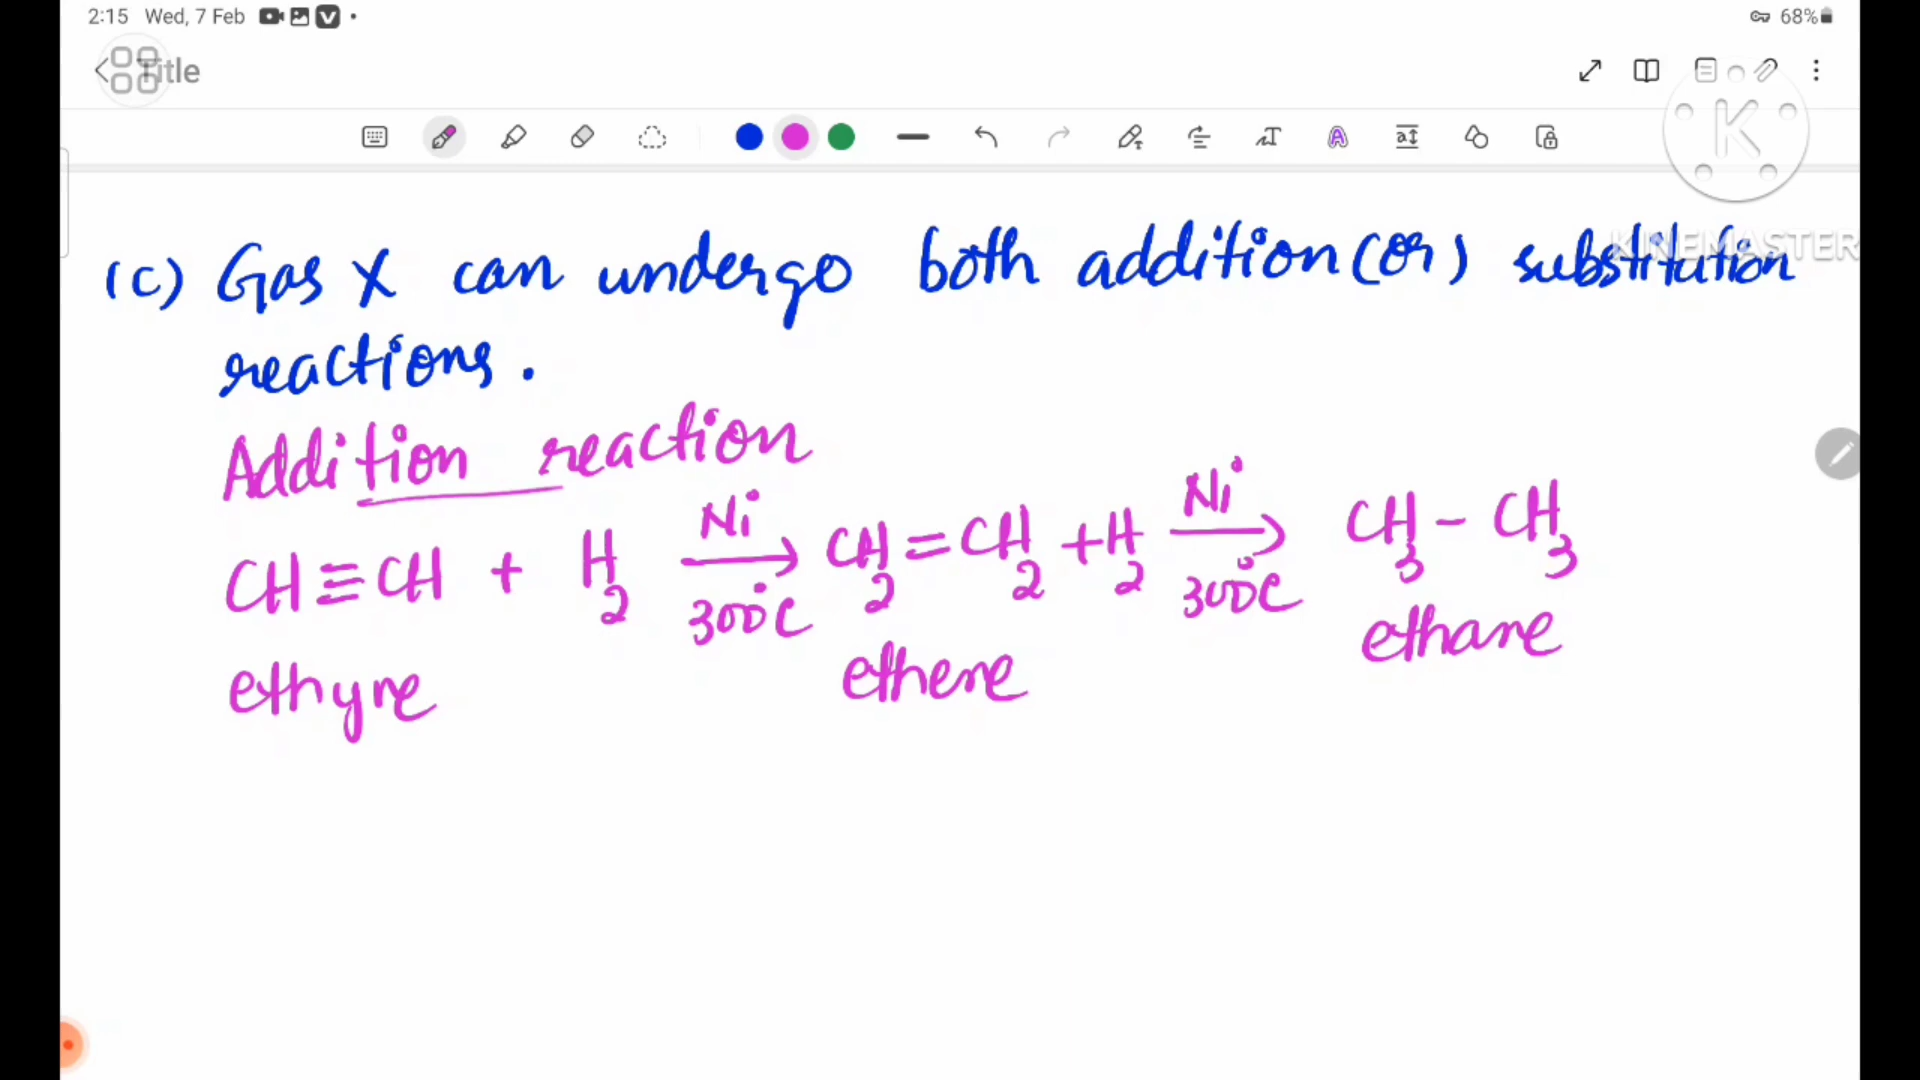 2:15 Wed, 7 Feb
68%
Title
K
KINEMASTER
(c) Gas X can undergo both addition (or) substitution
reactions.
Addition reaction
CH≡CH + H₂ Ni → 300°C CH₂=CH₂ + H₂ Ni → 300°C CH₃-CH₃
ethyne ethene ethane